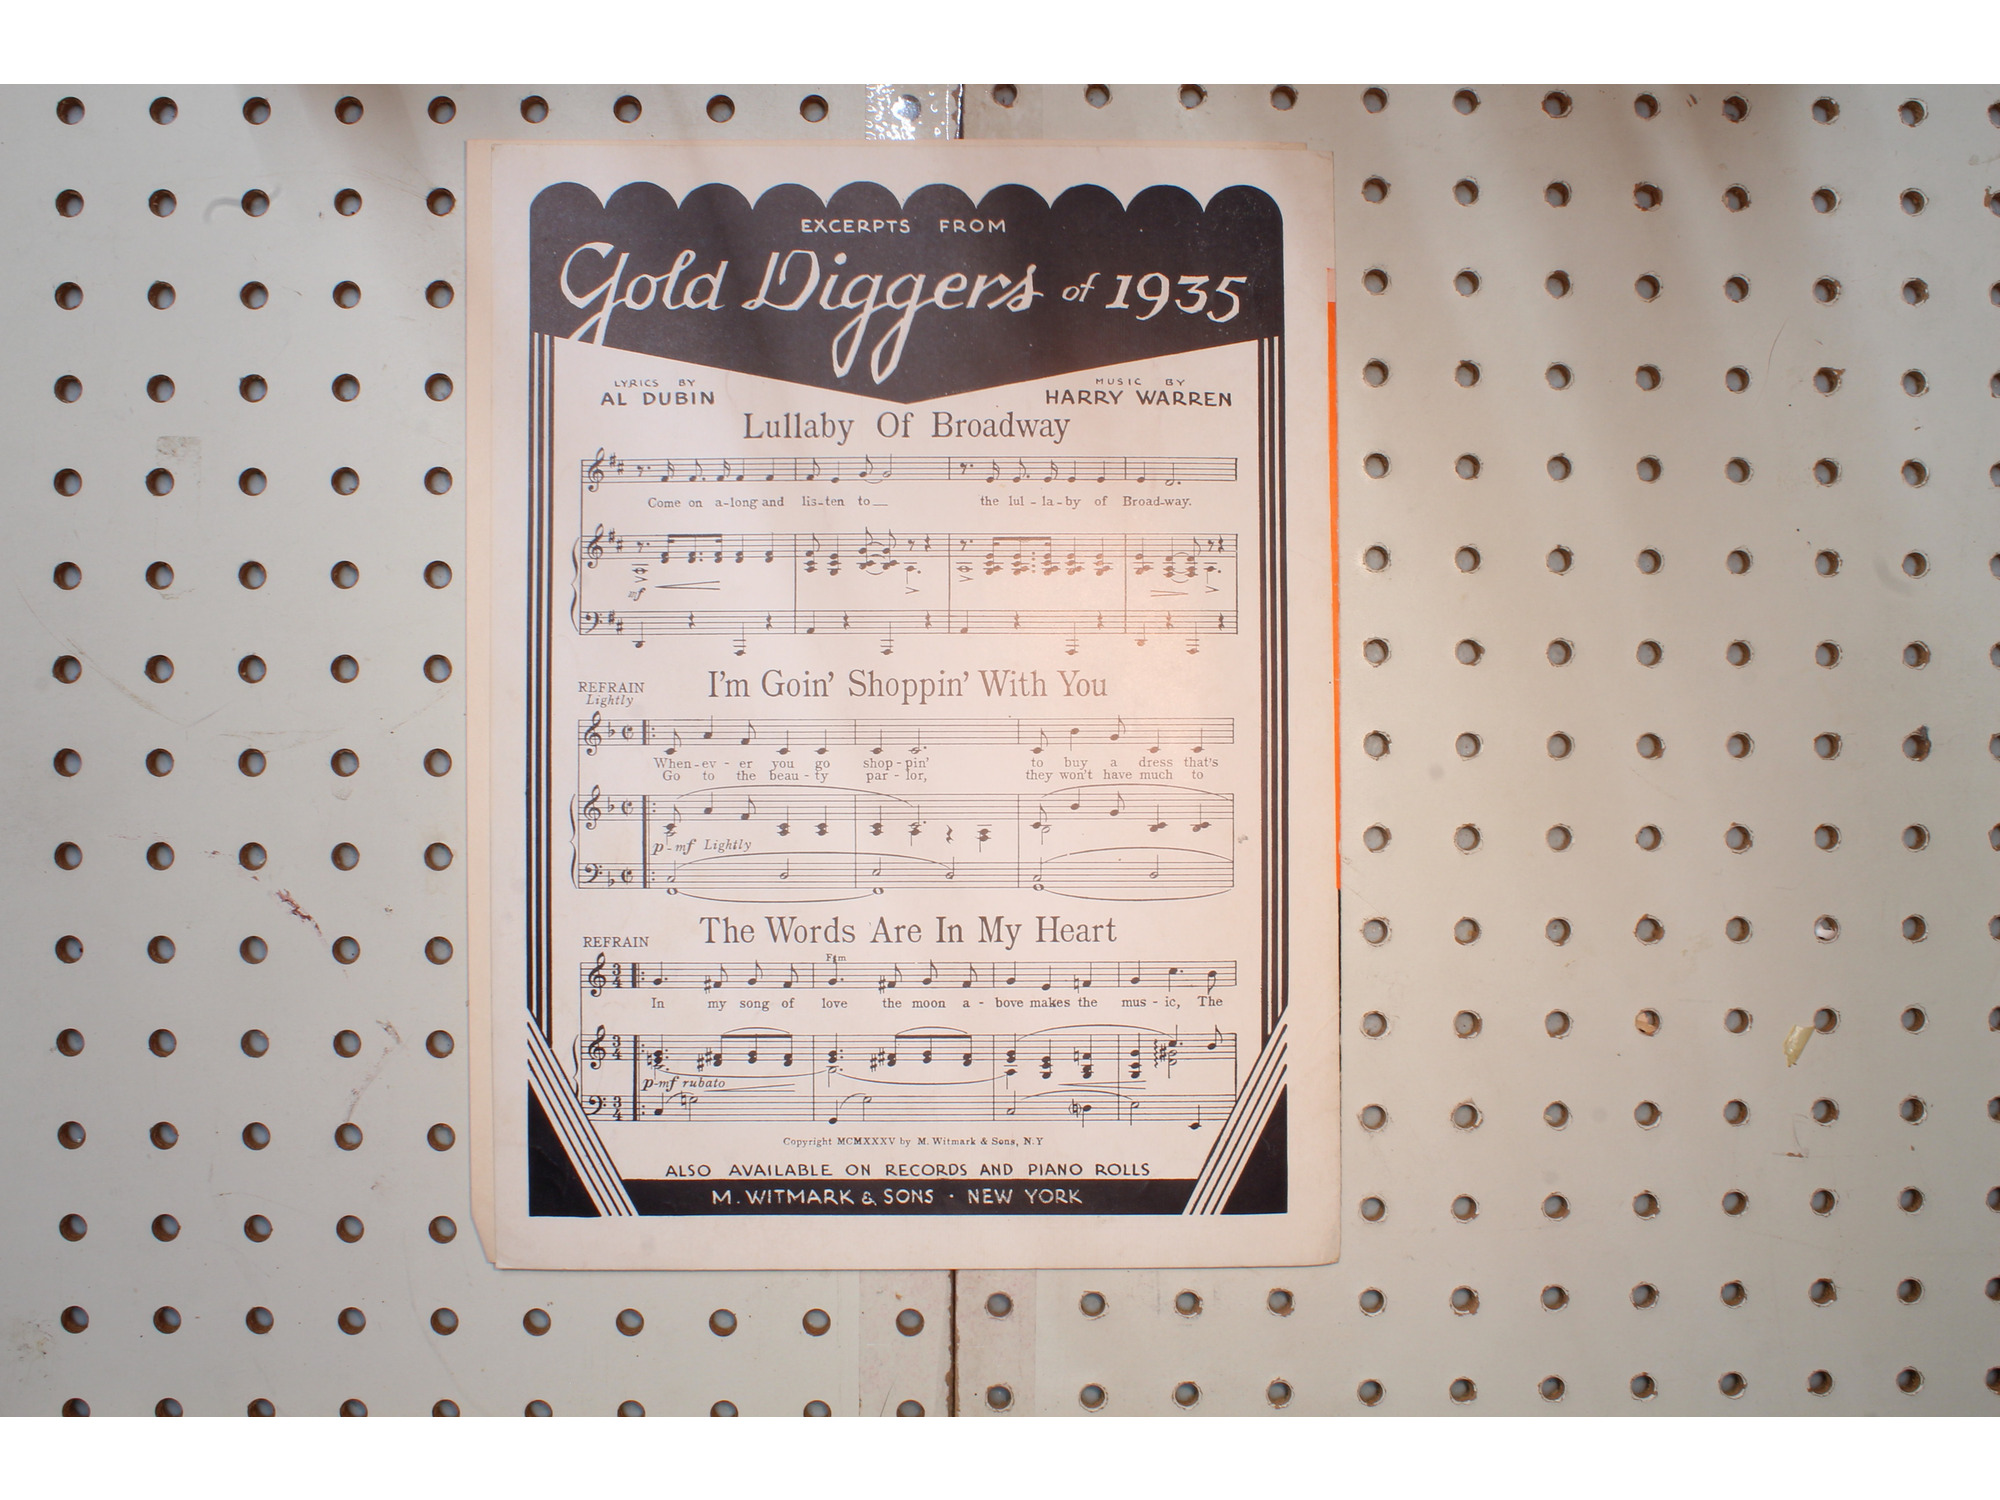 EXCERPTS FROM
Gold Diggers of 1935
LYRICS BY
AL DUBIN
MUSIC BY
HARRY WARREN
Lullaby Of Broadway
Come on a-long and lis-ten to__ the lul-la-by of Broad-way.
mf
REFRAIN
Lightly
I'm Goin' Shoppin' With You
When-ev-er you go shop-pin' to buy a dress that's
Go to the beau-ty par-lor, they won't have much to
p-mf Lightly
REFRAIN
The Words Are In My Heart
F♯m
In my song of love the moon a-bove makes the mus-ic, The
p-mf rubato
Copyright MCMXXXV by M. Witmark & Sons, N.Y
ALSO AVAILABLE ON RECORDS AND PIANO ROLLS
M. WITMARK & SONS · NEW YORK